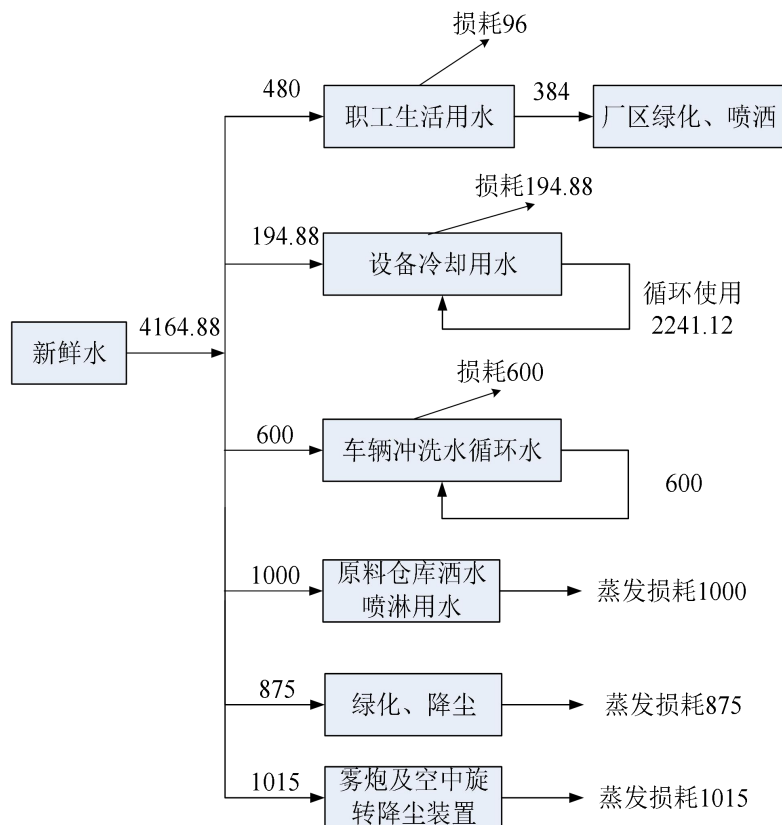 损耗96
480
职工生活用水
384
厂区绿化、喷洒
损耗194.88
194.88
设备冷却用水
循环使用
2241.12
4164.88
新鲜水
损耗600
600
车辆冲洗水循环水
600
1000
原料仓库洒水
喷淋用水
蒸发损耗1000
875
绿化、降尘
蒸发损耗875
1015
雾炮及空中旋
转降尘装置
蒸发损耗1015